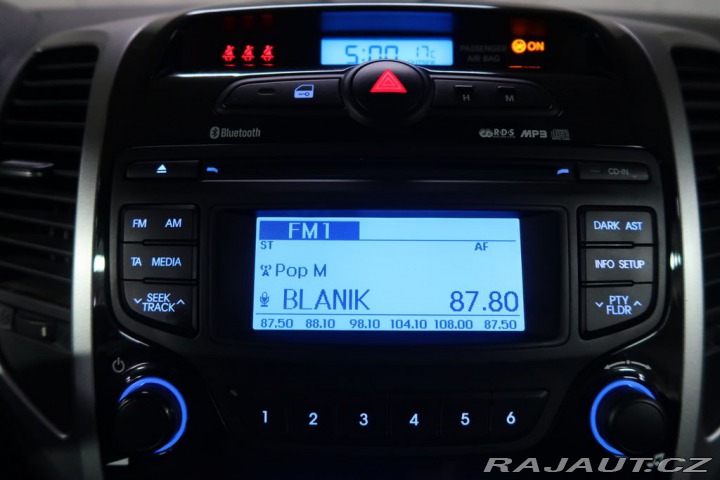 5:00 17°C
PASSENGER
AIR BAG
ON
H M
Bluetooth
R·D·S MP3
CD-IN
FM AM
TA MEDIA
SEEK
TRACK
FM1
ST AF
Pop M
BLANIK 87.80
87.50 88.10 98.10 104.10 108.00 87.50
DARK AST
INFO SETUP
PTY
FLDR
1 2 3 4 5 6
RAJAUT.CZ